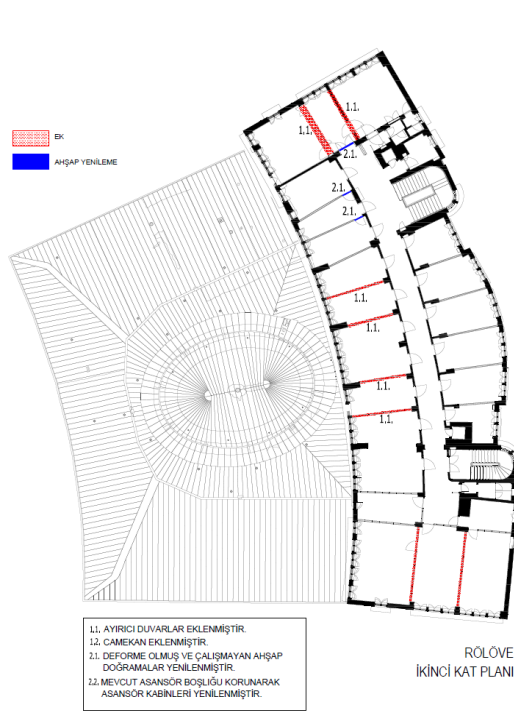 1.1.
1.1.
2.1.
EK
AHŞAP YENİLEME
2.1.
2.1.
1.1.
1.1.
1.1.
1.1.
1.1. AYIRICI DUVARLAR EKLENMİŞTİR.
1.2. CAMEKAN EKLENMİŞTİR.
2.1. DEFORME OLMUŞ VE ÇALIŞMAYAN AHŞAP
DOĞRAMALAR YENİLENMİŞTİR.
2.2. MEVCUT ASANSÖR BOŞLUĞU KORUNARAK
ASANSÖR KABİNLERİ YENİLENMİŞTİR.
RÖLÖVE
İKİNCİ KAT PLANI